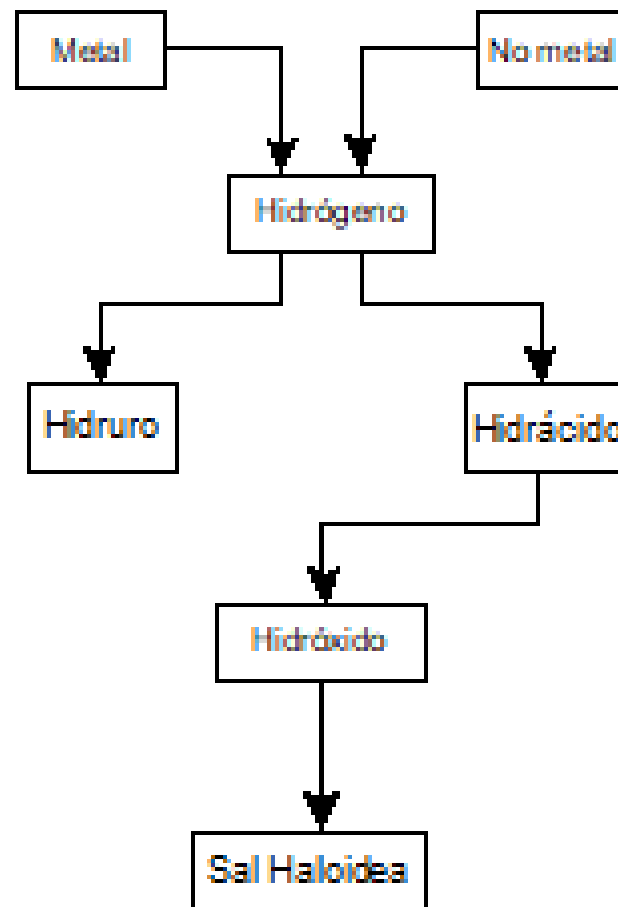 Metal
No metal
Hidrógeno
Hidruro
Hidrácido
Hidróxido
Sal Haloidea